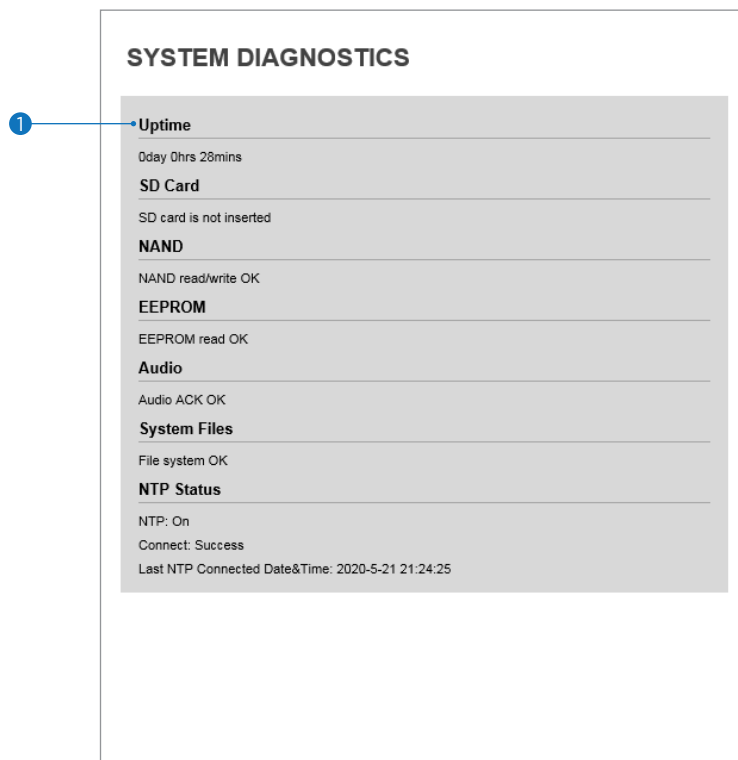 SYSTEM DIAGNOSTICS
1
Uptime
0day 0hrs 28mins
SD Card
SD card is not inserted
NAND
NAND read/write OK
EEPROM
EEPROM read OK
Audio
Audio ACK OK
System Files
File system OK
NTP Status
NTP: On
Connect: Success
Last NTP Connected Date&Time: 2020-5-21 21:24:25